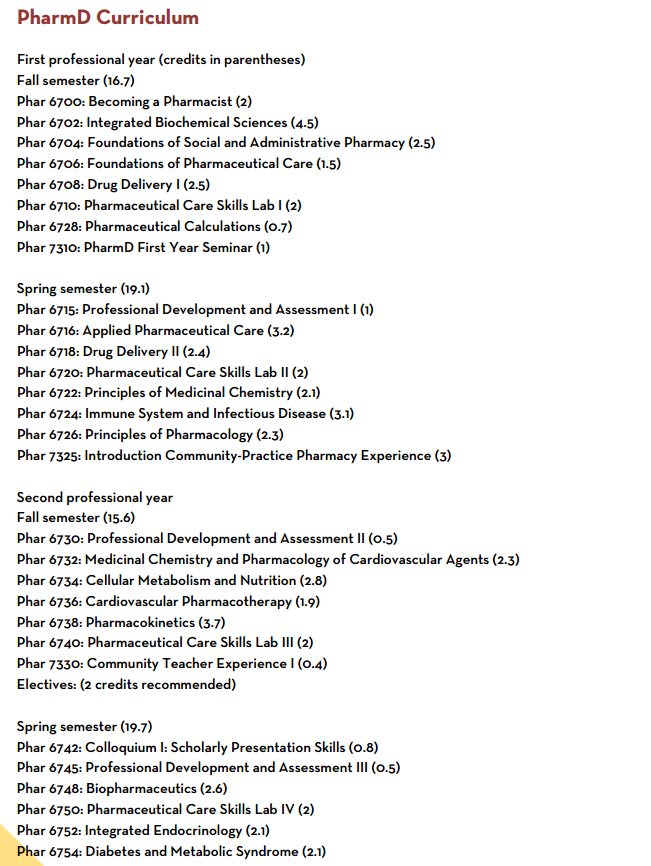 PharmD Curriculum
First professional year (credits in parentheses)
Fall semester (16.7)
Phar 6700: Becoming a Pharmacist (2)
Phar 6702: Integrated Biochemical Sciences (4.5)
Phar 6704: Foundations of Social and Administrative Pharmacy (2.5)
Phar 6706: Foundations of Pharmaceutical Care (1.5)
Phar 6708: Drug Delivery I (2.5)
Phar 6710: Pharmaceutical Care Skills Lab I (2)
Phar 6728: Pharmaceutical Calculations (0.7)
Phar 7310: PharmD First Year Seminar (1)
Spring semester (19.1)
Phar 6715: Professional Development and Assessment I (1)
Phar 6716: Applied Pharmaceutical Care (3.2)
Phar 6718: Drug Delivery II (2.4)
Phar 6720: Pharmaceutical Care Skills Lab II (2)
Phar 6722: Principles of Medicinal Chemistry (2.1)
Phar 6724: Immune System and Infectious Disease (3.1)
Phar 6726: Principles of Pharmacology (2.3)
Phar 7325: Introduction Community-Practice Pharmacy Experience (3)
Second professional year
Fall semester (15.6)
Phar 6730: Professional Development and Assessment II (0.5)
Phar 6732: Medicinal Chemistry and Pharmacology of Cardiovascular Agents (2.3)
Phar 6734: Cellular Metabolism and Nutrition (2.8)
Phar 6736: Cardiovascular Pharmacotherapy (1.9)
Phar 6738: Pharmacokinetics (3.7)
Phar 6740: Pharmaceutical Care Skills Lab III (2)
Phar 7330: Community Teacher Experience I (0.4)
Electives: (2 credits recommended)
Spring semester (19.7)
Phar 6742: Colloquium I: Scholarly Presentation Skills (0.8)
Phar 6745: Professional Development and Assessment III (0.5)
Phar 6748: Biopharmaceutics (2.6)
Phar 6750: Pharmaceutical Care Skills Lab IV (2)
Phar 6752: Integrated Endocrinology (2.1)
Phar 6754: Diabetes and Metabolic Syndrome (2.1)